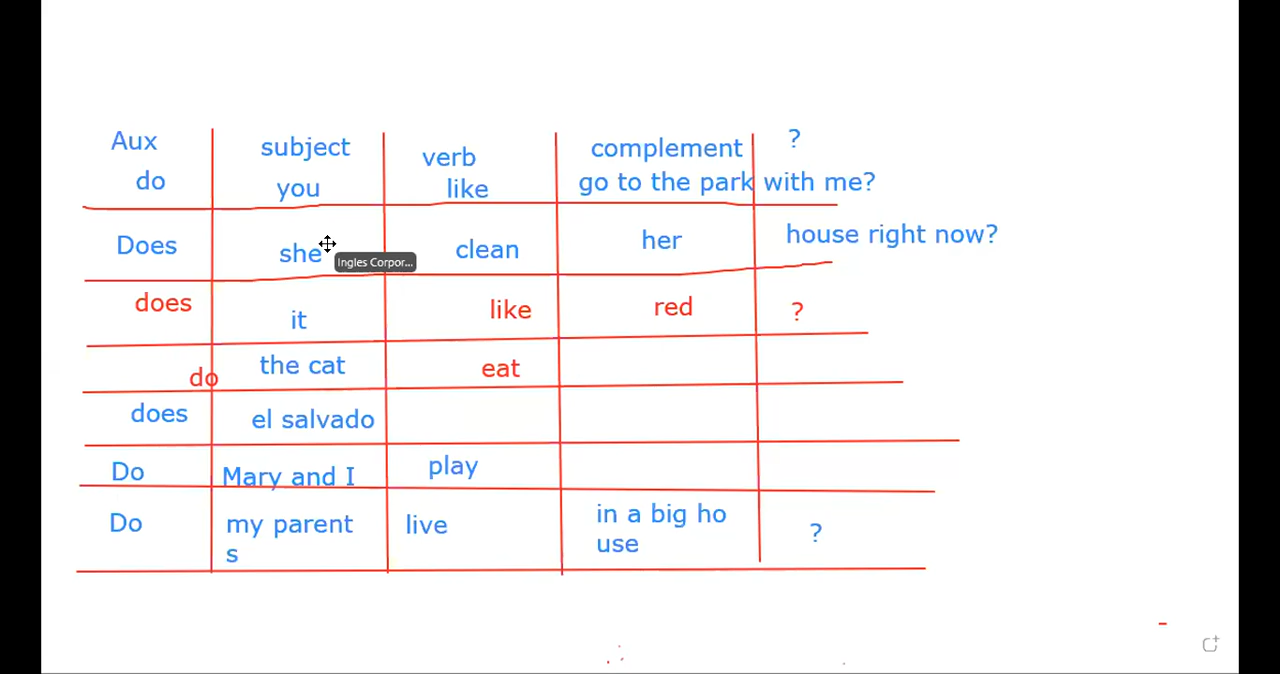 Aux subject verb complement ?
do you like go to the park with me?
Does she clean her house right now?
Ingles Corpor...
does it like red ?
do the cat eat
does el salvado
Do Mary and I play
Do my parent live in a big ho ?
s use